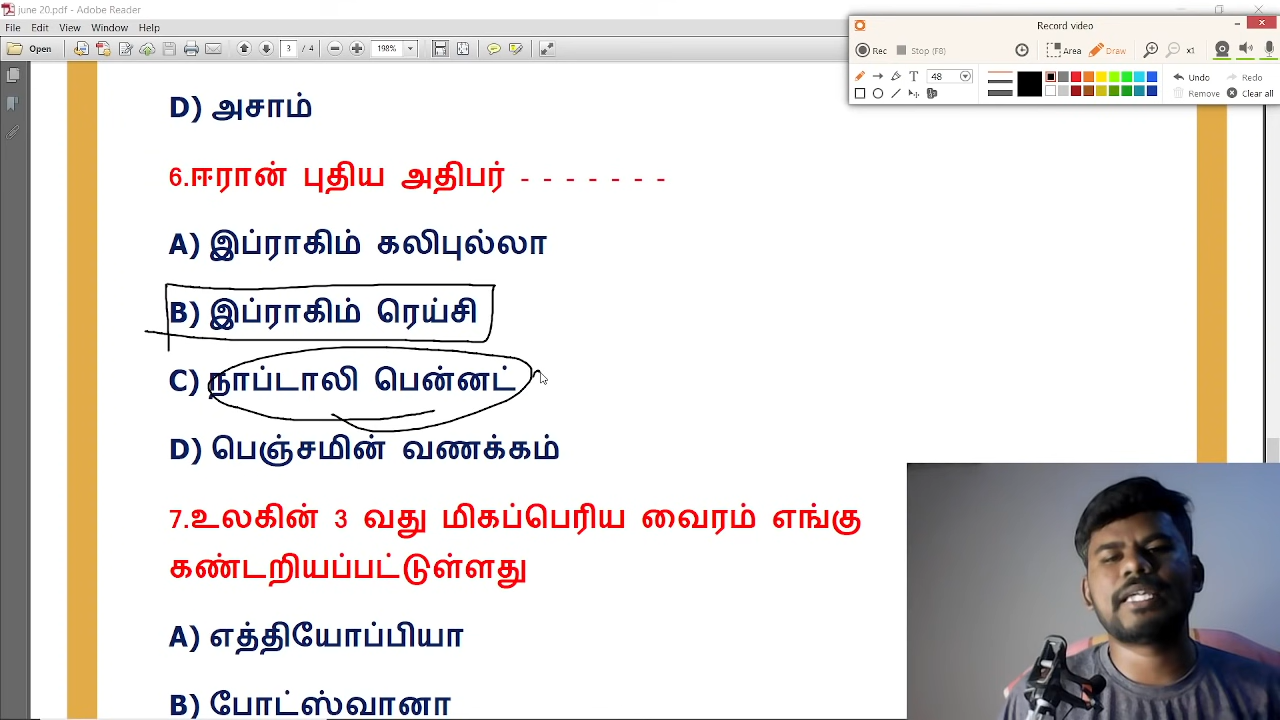 june 20.pdf - Adobe Reader
File Edit View Window Help
Open 3 / 4 198%
Record video
Rec Stop (F8) Area Draw x1
T 48 Undo Redo
Remove Clear all
D) அசாம்
6.ஈரான் புதிய அதிபர் - - - - - - -
A) இப்ராகிம் கலிபுல்லா
B) இப்ராகிம் ரெய்சி
C) நாப்டாலி பென்னட்
D) பெஞ்சமின் வணக்கம்
7.உலகின் 3 வது மிகப்பெரிய வைரம் எங்கு
கண்டறியப்பட்டுள்ளது
A) எத்தியோப்பியா
B) போட்ஸ்வானா